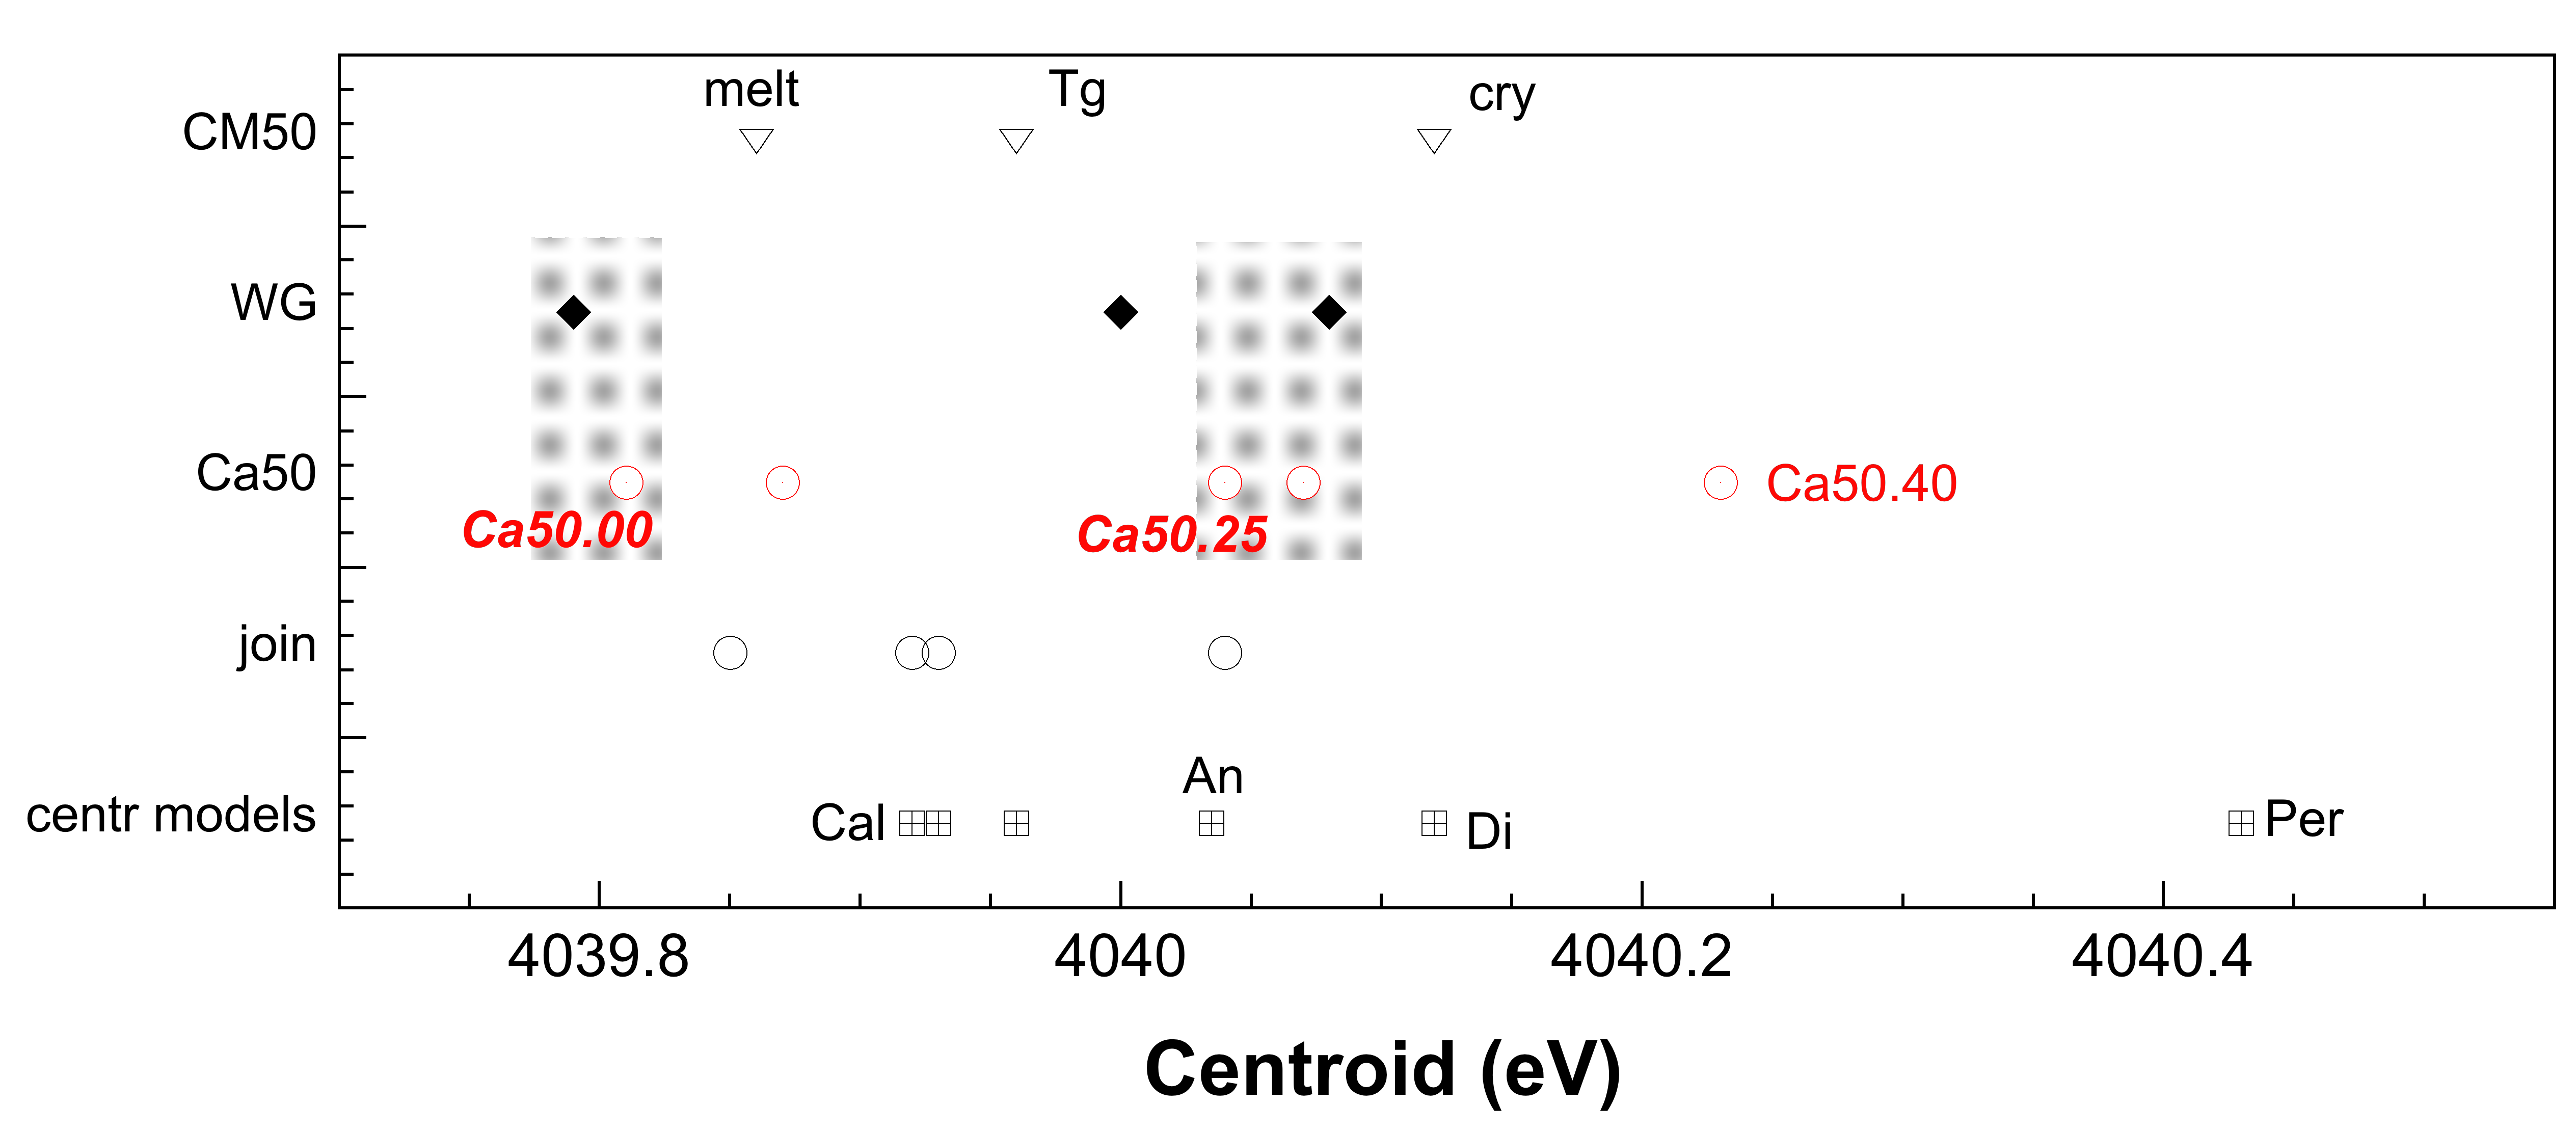 melt
Tg
cry
CM50
WG
Ca50
Ca50.40
Ca50.00
Ca50.25
join
An
centr models
Cal
Di
Per
4039.8
4040
4040.2
4040.4
Centroid (eV)